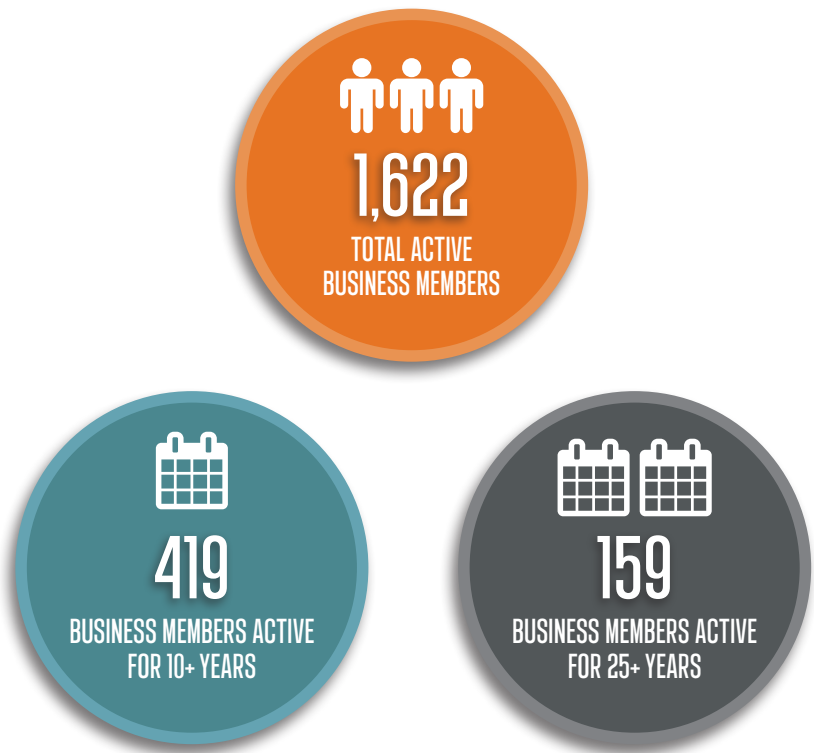 1,622
TOTAL ACTIVE
BUSINESS MEMBERS
419
BUSINESS MEMBERS ACTIVE
FOR 10+ YEARS
159
BUSINESS MEMBERS ACTIVE
FOR 25+ YEARS